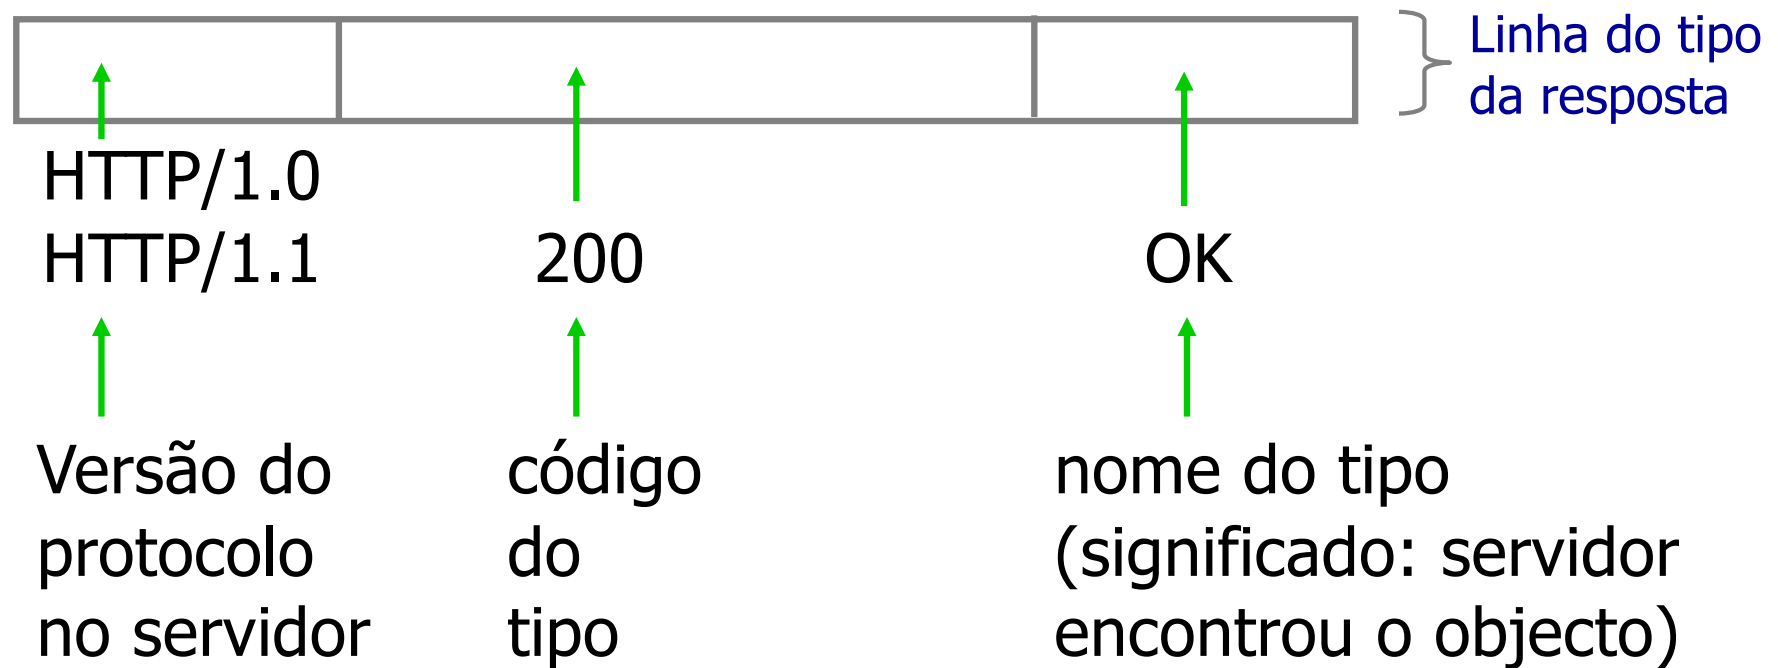 Linha do tipo
da resposta
HTTP/1.0
HTTP/1.1
200
OK
Versão do
protocolo
no servidor
código
do
tipo
nome do tipo
(significado: servidor
encontrou o objecto)